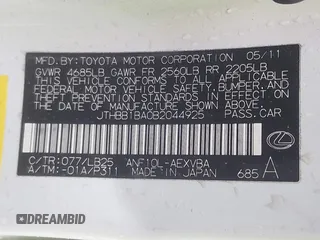 MFD. BY: TOYOTA MOTOR CORPORATION 05/11
GVWR 4685LB GAWR FR 2560LB RR 2205LB
THIS VEHICLE CONFORMS TO ALL APPLICABLE
FEDERAL MOTOR VEHICLE SAFETY, BUMPER, AND
THEFT PREVENTION STANDARDS IN EFFECT ON THE
DATE OF MANUFACTURE SHOWN ABOVE.
JTHBB1BA0B2044925 PASS. CAR
C/TR: 077/LB25 ANF10L-AEXVBA
A/TM: -01A/P311 MADE IN JAPAN 685 A
DREAMBID